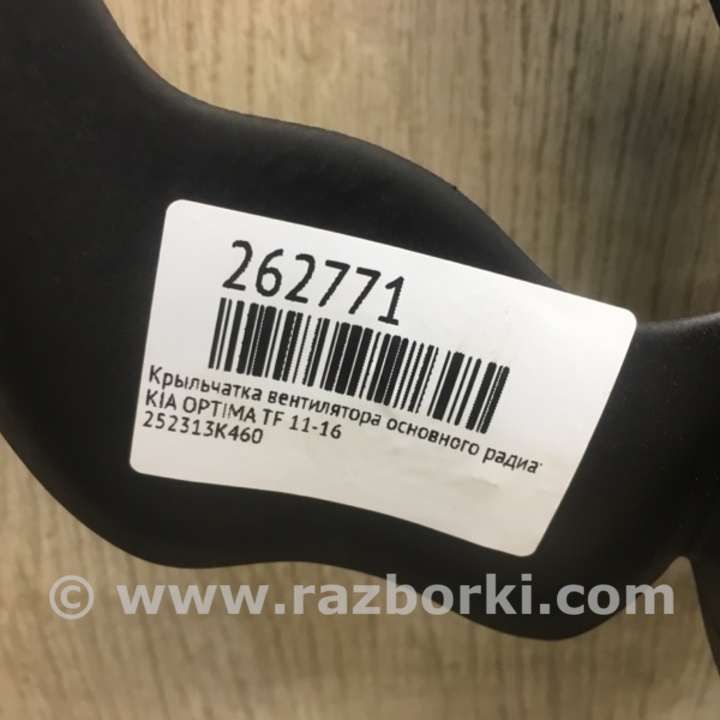 262771
Крыльчатка вентилятора основного радиа
KIA OPTIMA TF 11-16
252313K460
© www.razborki.com